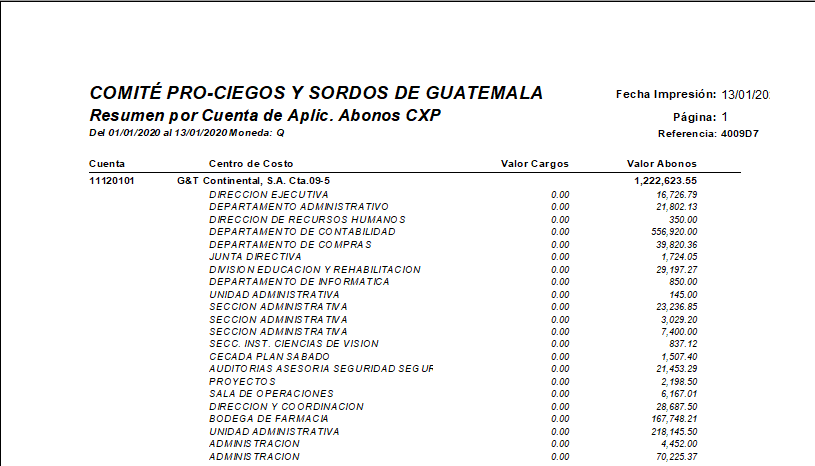 COMITÉ PRO-CIEGOS Y SORDOS DE GUATEMALA Fecha Impresión: 13/01/20
Resumen por Cuenta de Aplic. Abonos CXP Página: 1
Del 01/01/2020 al 13/01/2020 Moneda: Q Referencia: 4009D7
Cuenta Centro de Costo Valor Cargos Valor Abonos
11120101 G&T Continental, S.A. Cta.09-5 1,222,623.55
DIRECCION EJECUTIVA 0.00 16,726.79
DEPARTAMENTO ADMINISTRATIVO 0.00 21,802.13
DIRECCION DE RECURSOS HUMANOS 0.00 350.00
DEPARTAMENTO DE CONTABILIDAD 0.00 556,920.00
DEPARTAMENTO DE COMPRAS 0.00 39,820.36
JUNTA DIRECTIVA 0.00 1,724.05
DIVISION EDUCACION Y REHABILITACION 0.00 29,197.27
DEPARTAMENTO DE INFORMATICA 0.00 850.00
UNIDAD ADMINISTRATIVA 0.00 145.00
SECCION ADMINISTRATIVA 0.00 23,236.85
SECCION ADMINISTRATIVA 0.00 3,029.20
SECCION ADMINISTRATIVA 0.00 7,400.00
SECC. INST. CIENCIAS DE VISION 0.00 837.12
CECADA PLAN SABADO 0.00 1,507.40
AUDITORIAS ASESORIA SEGURIDAD SEGUR 0.00 21,453.29
PROYECTOS 0.00 2,198.50
SALA DE OPERACIONES 0.00 6,167.01
DIRECCION Y COORDINACION 0.00 28,687.50
BODEGA DE FARMACIA 0.00 167,748.21
UNIDAD ADMINISTRATIVA 0.00 218,145.50
ADMINISTRACION 0.00 4,452.00
ADMINISTRACION 0.00 70,225.37